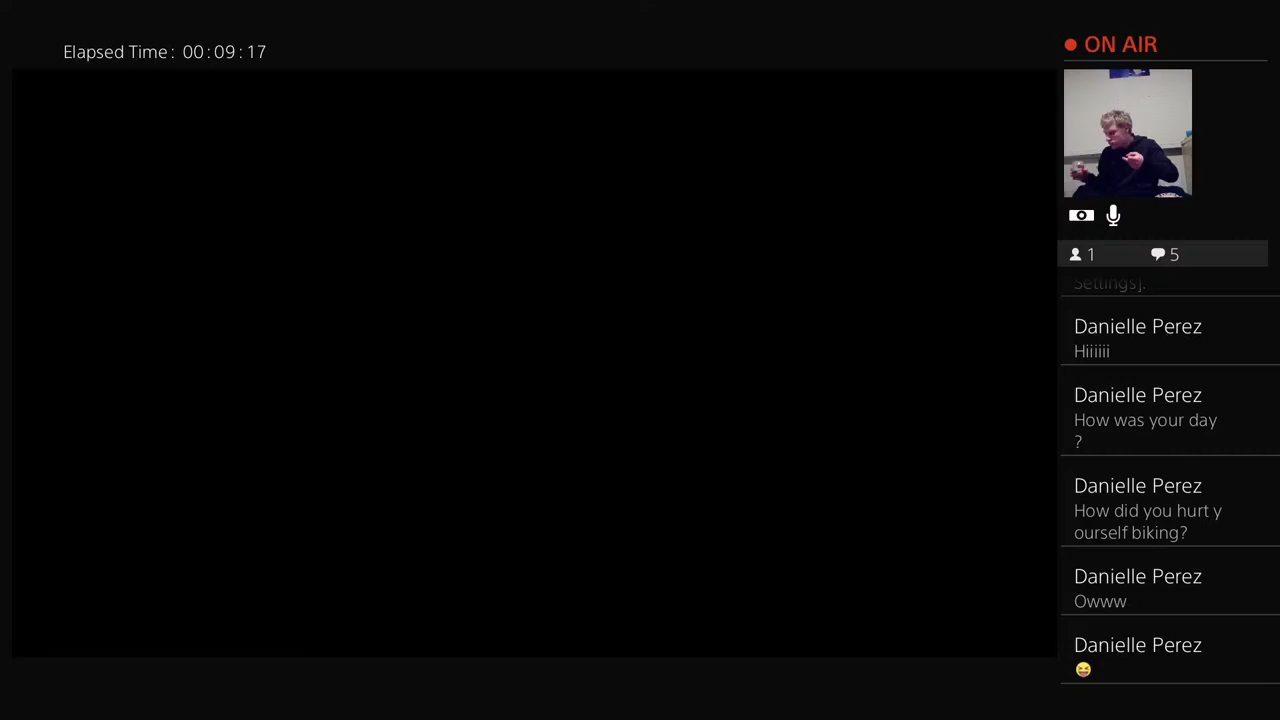 Elapsed Time: 00:09:17
ON AIR
1 5
Settings].
Danielle Perez
Hiiiiii
Danielle Perez
How was your day
?
Danielle Perez
How did you hurt y
ourself biking?
Danielle Perez
Owww
Danielle Perez
😝